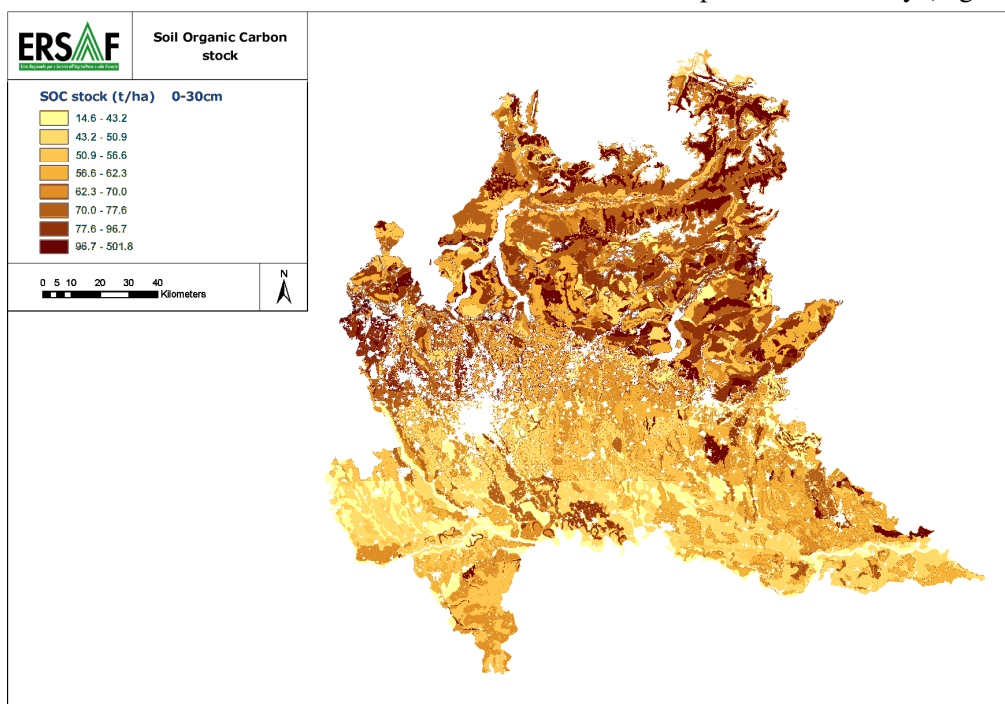 ERSAF
Soil Organic Carbon
stock
SOC stock (t/ha) 0-30cm
14.6 - 43.2
43.2 - 50.9
50.9 - 56.6
56.6 - 62.3
62.3 - 70.0
70.0 - 77.6
77.6 - 96.7
96.7 - 501.8
0 5 10 20 30 40
Kilometers
N